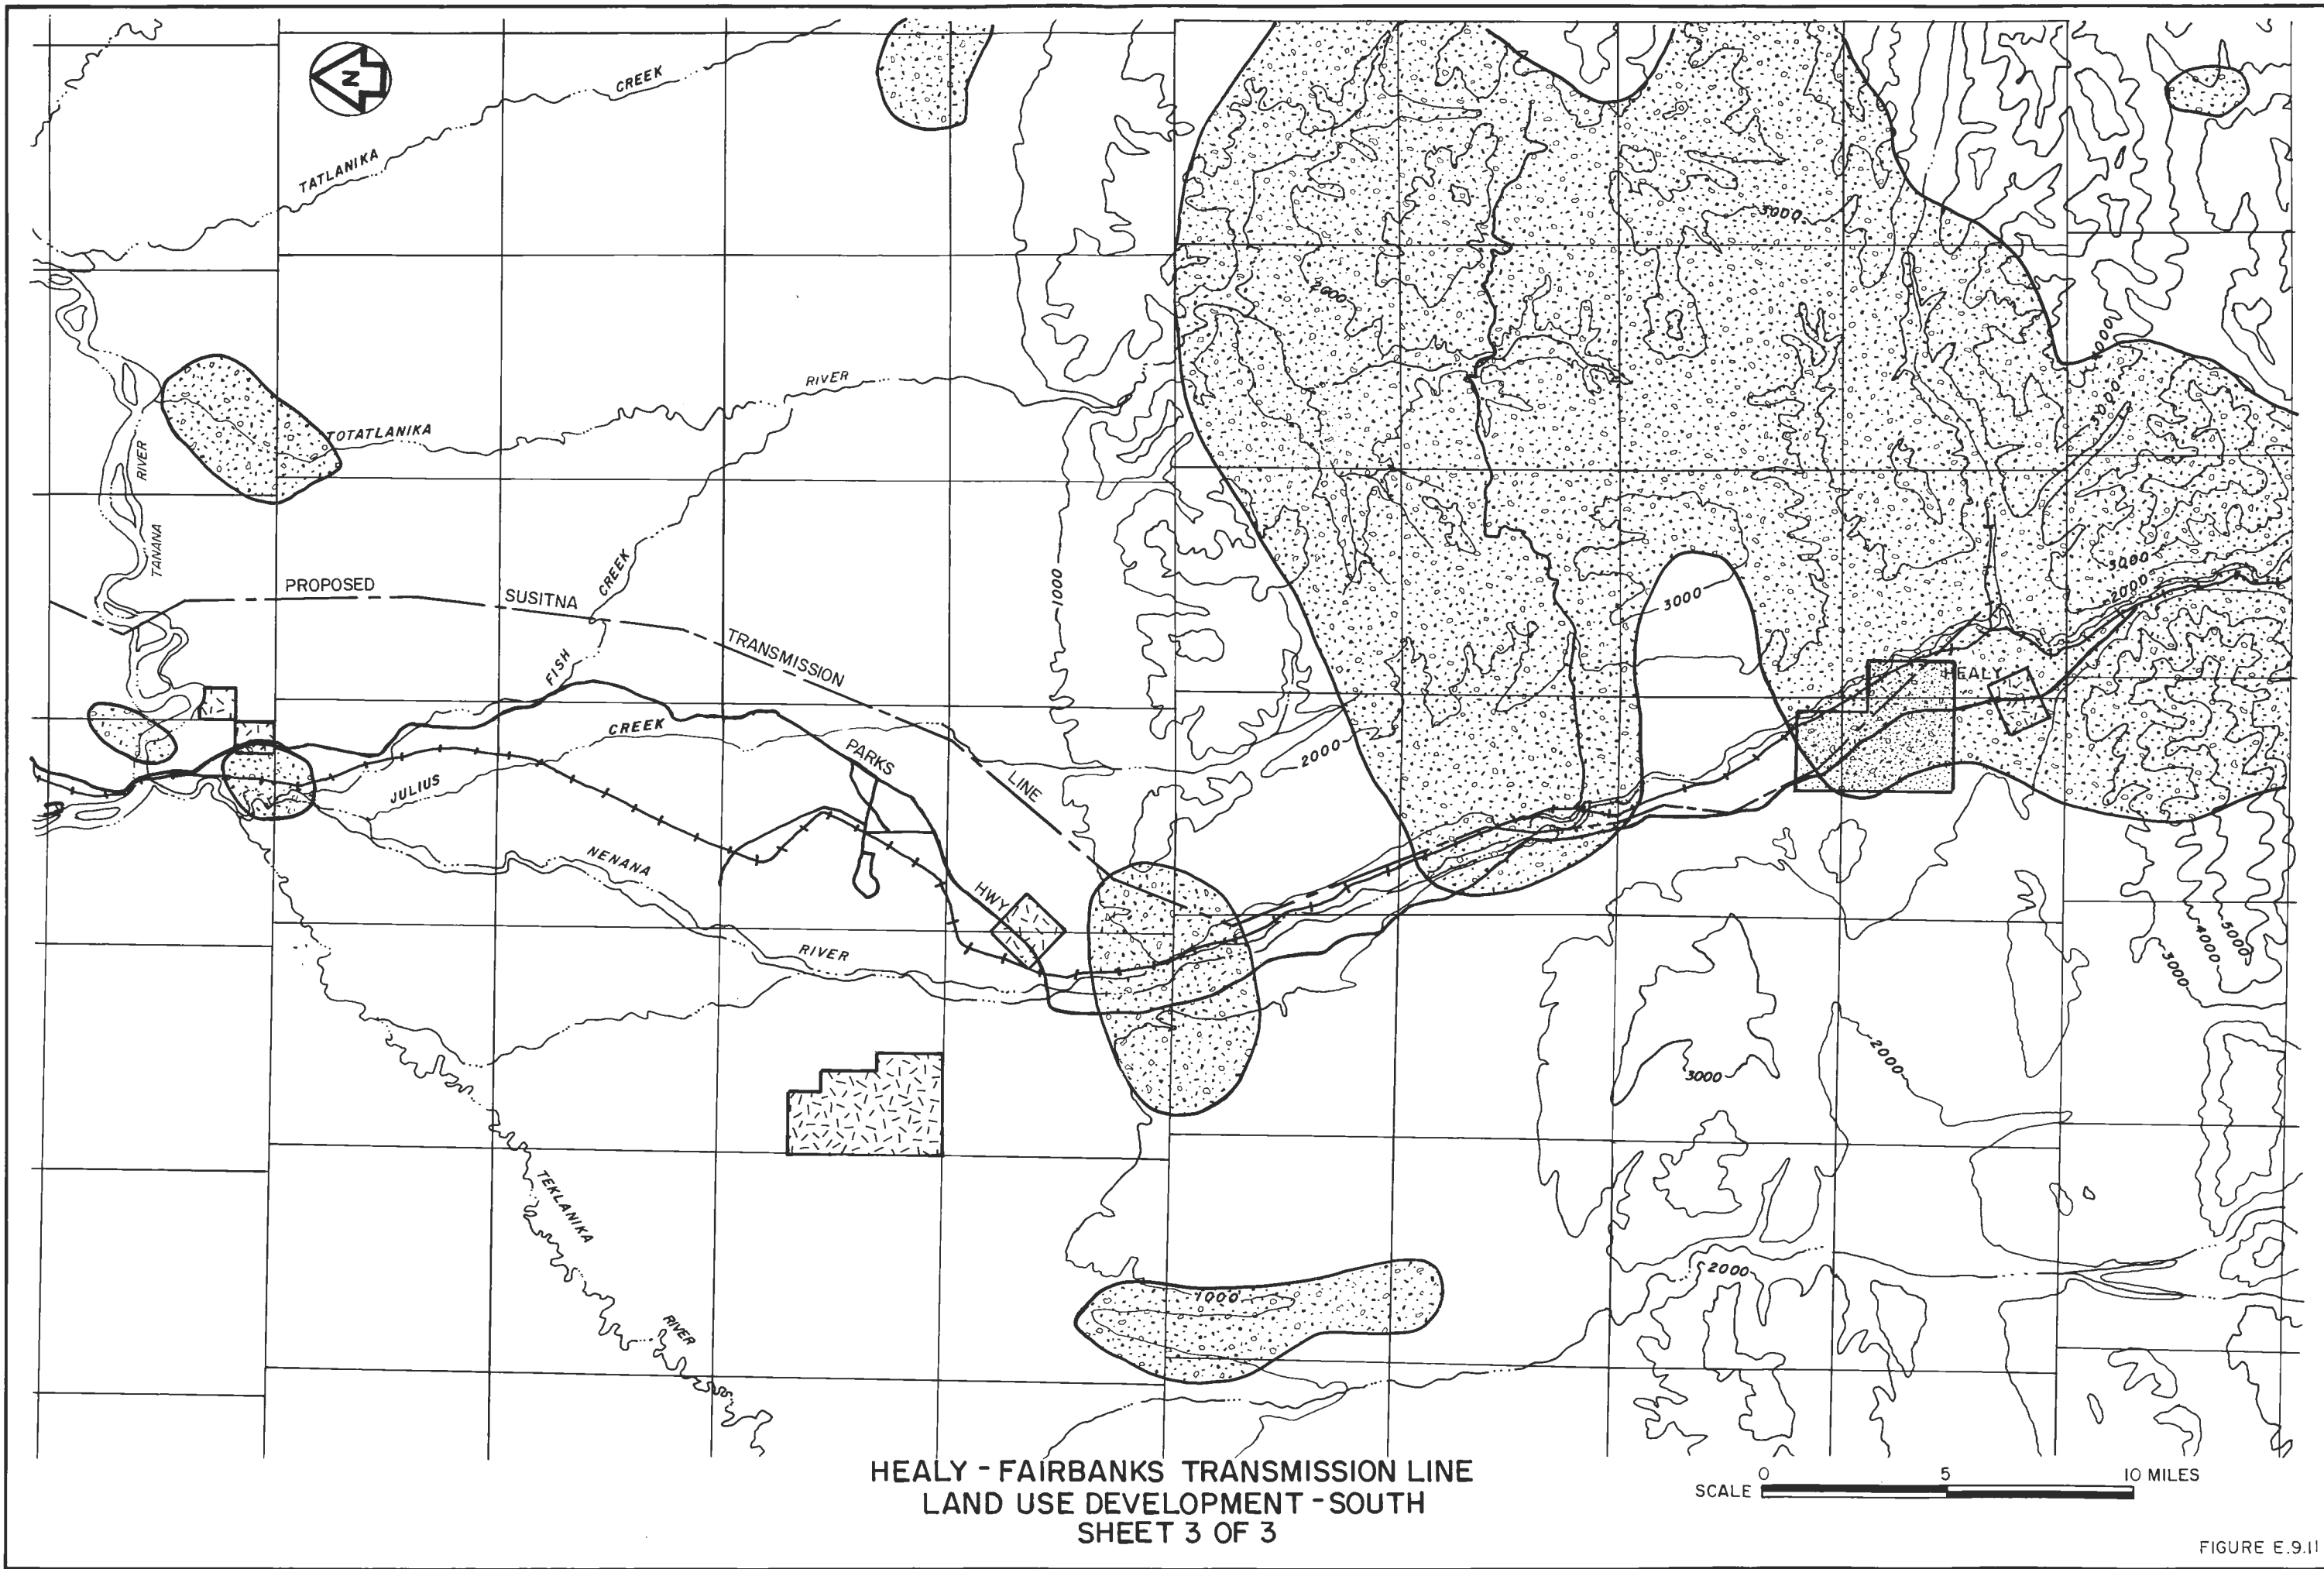 N
CREEK
TATLANIKA
3000
2000
4000
3000
RIVER
TOTATLANIKA
RIVER
TANANA
CREEK
1000
3000
3000
2000
PROPOSED
SUSITNA
TRANSMISSION
FISH
HEALY
CREEK
PARKS
2000
LINE
JULIUS
NENANA
HWY
RIVER
5000
4000
3000
2000
3000
TEKLANIKA
2000
1000
RIVER
HEALY - FAIRBANKS TRANSMISSION LINE
LAND USE DEVELOPMENT - SOUTH
SHEET 3 OF 3
0 5 10 MILES
SCALE
FIGURE E.9.11